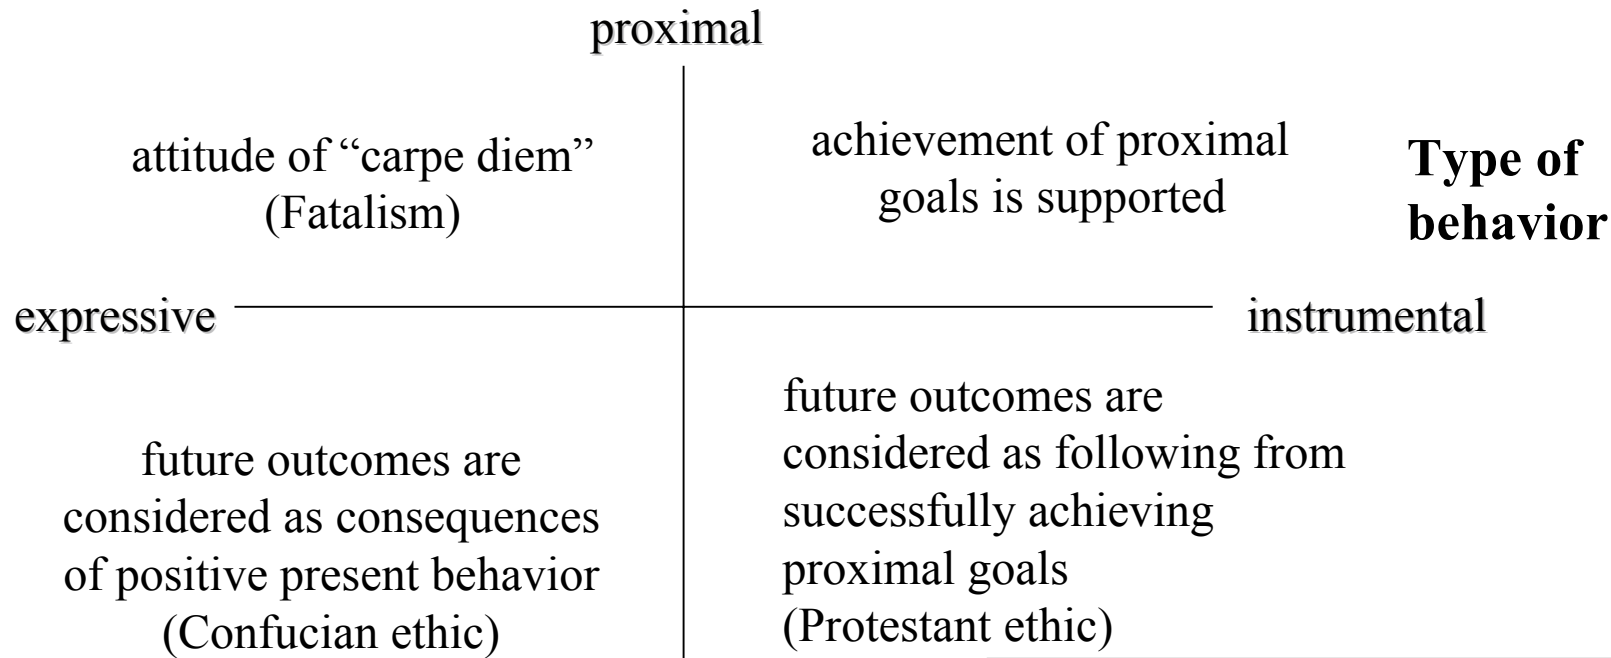 proximal
attitude of “carpe diem”
(Fatalism)
achievement of proximal
goals is supported
Type of
behavior
expressive
instrumental
future outcomes are
considered as consequences
of positive present behavior
(Confucian ethic)
future outcomes are
considered as following from
successfully achieving
proximal goals
(Protestant ethic)